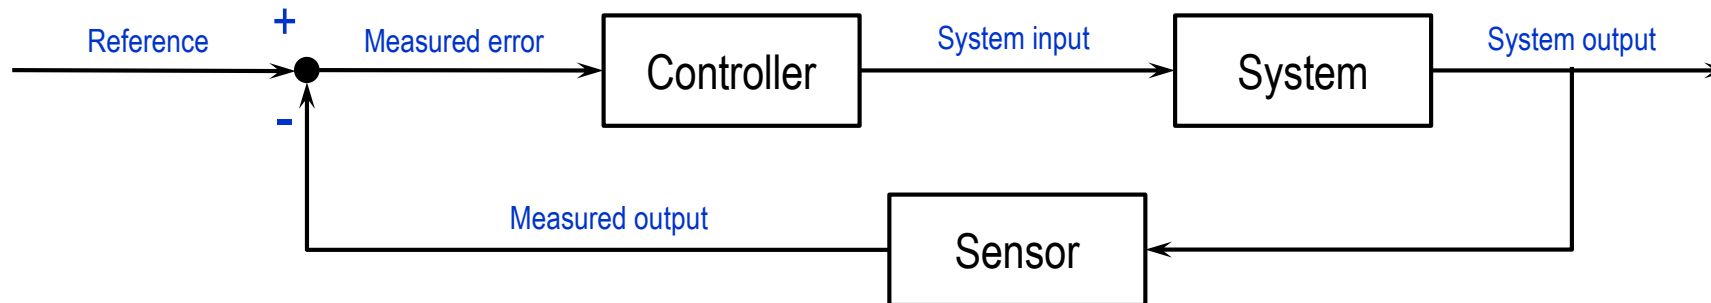 +
Reference
Measured error
Controller
System input
System
System output
-
Measured output
Sensor